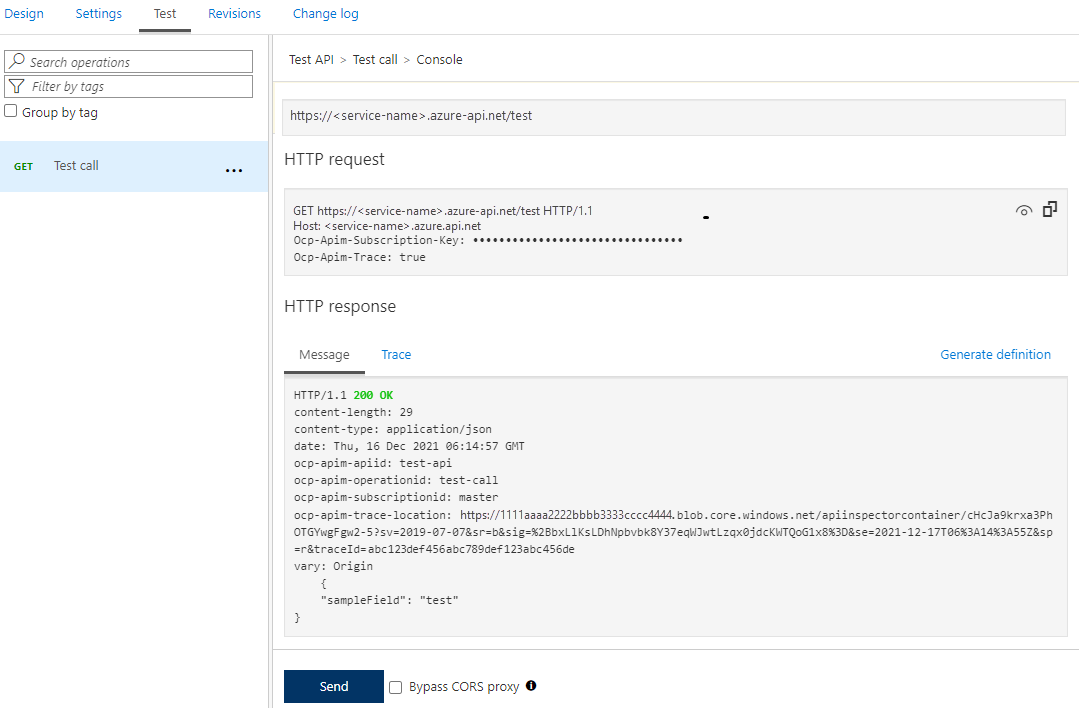 Design Settings Test Revisions Change log
Search operations
Filter by tags
Group by tag
GET Test call ...
Test API > Test call > Console
https://<service-name>.azure-api.net/test
HTTP request
GET https://<service-name>.azure-api.net/test HTTP/1.1
Host: <service-name>.azure.api.net
Ocp-Apim-Subscription-Key: ••••••••••••••••••••••••••••••••
Ocp-Apim-Trace: true
HTTP response
Message Trace Generate definition
HTTP/1.1 200 OK
content-length: 29
content-type: application/json
date: Thu, 16 Dec 2021 06:14:57 GMT
ocp-apim-apiid: test-api
ocp-apim-operationid: test-call
ocp-apim-subscriptionid: master
ocp-apim-trace-location: https://1111aaaa2222bbbb3333cccc4444.blob.core.windows.net/apiinspectorcontainer/cHcJa9krxa3Ph
OTGYwgFgw2-5?sv=2019-07-07&sr=b&sig=%2BbxLlKsLDhNpbvbk8Y37eqWJwtLzqx0jdcKWTQoG1x8%3D&se=2021-12-17T06%3A14%3A55Z&sp
=r&traceId=abc123def456abc789def123abc456de
vary: Origin
{
"sampleField": "test"
}
Send Bypass CORS proxy